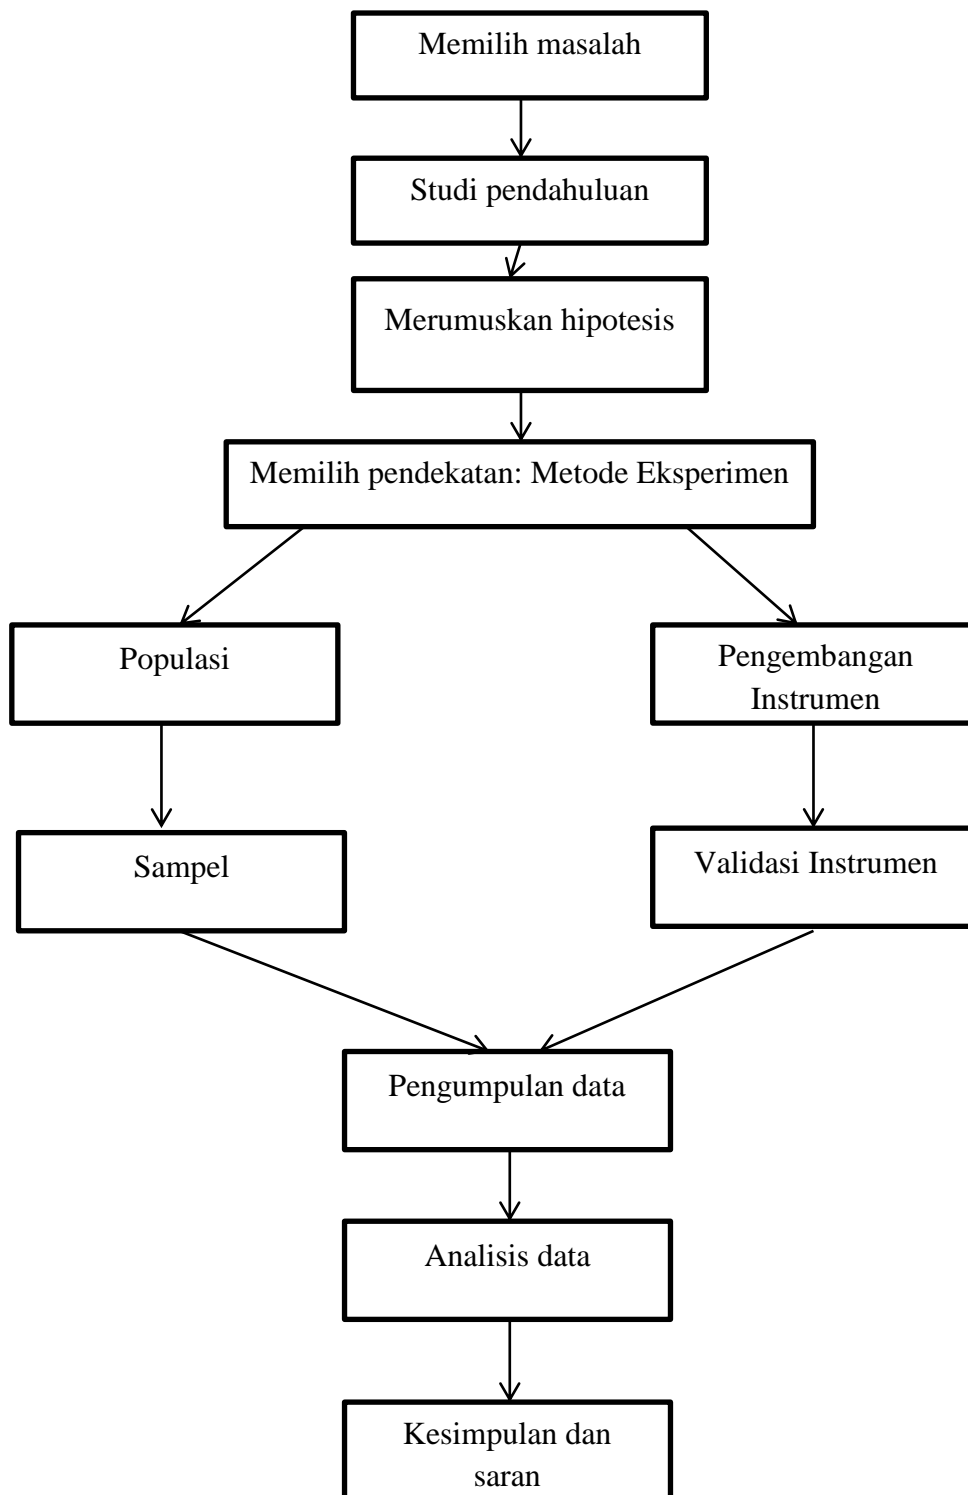 Memilih masalah
Studi pendahuluan
Merumuskan hipotesis
Memilih pendekatan: Metode Eksperimen
Populasi
Pengembangan
Instrumen
Sampel
Validasi Instrumen
Pengumpulan data
Analisis data
Kesimpulan dan
saran